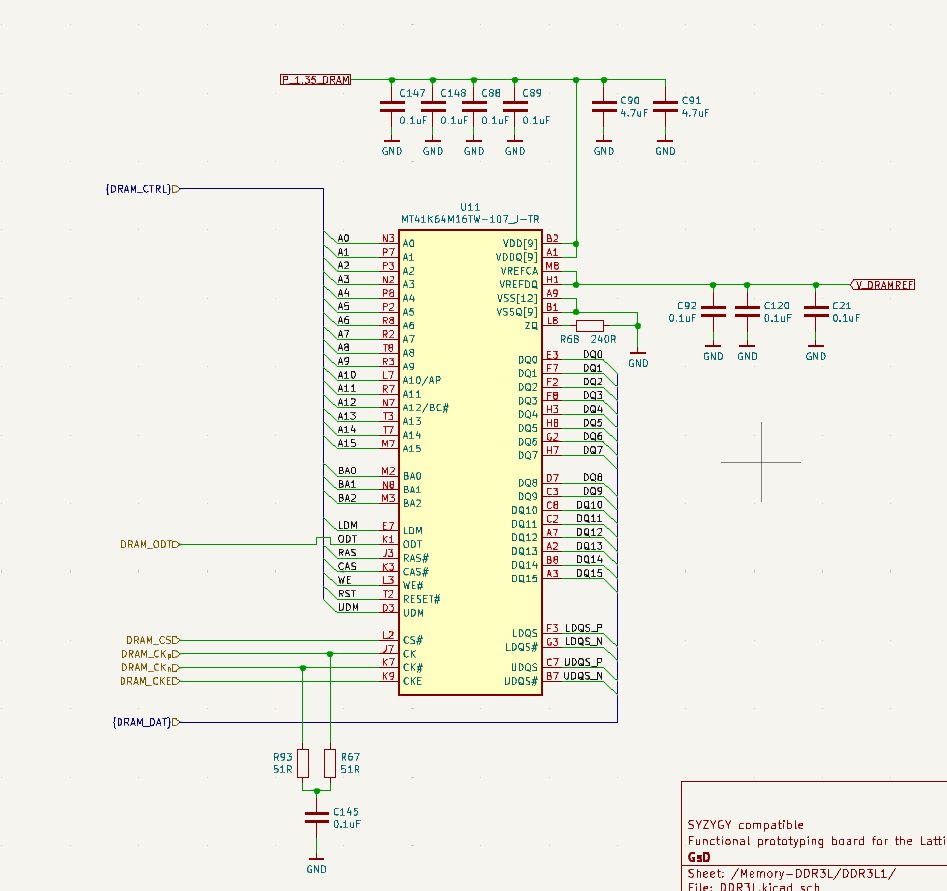 P_1.35_DRAM
C147 C148 C88 C89 C90 C91
0.1uF 0.1uF 0.1uF 0.1uF 4.7uF 4.7uF
GND GND GND GND GND GND
{DRAM_CTRL}
U11
MT41K64M16TW-107_J-TR
A0 N3 A0 VDD[9] B2
A1 P7 A1 VDDQ[9] A1
A2 P3 A2 VREFCA M8
A3 N2 A3 VREFDQ H1 V_DRAMREF
A4 P8 A4 VSS[12] A9
A5 P2 A5 VSSQ[9] B1
A6 R8 A6 ZQ L8
C92 C120 C21
0.1uF 0.1uF 0.1uF
GND GND GND
R68 240R
GND
A7 R2 A7
A8 T8 A8 DQ0 E3 DQ0
A9 R3 A9 DQ1 F7 DQ1
A10 L7 A10/AP DQ2 F2 DQ2
A11 R7 A11 DQ3 F8 DQ3
A12 N7 A12/BC# DQ4 H3 DQ4
A13 T3 A13 DQ5 H8 DQ5
A14 T7 A14 DQ6 G2 DQ6
A15 M7 A15 DQ7 H7 DQ7
BA0 M2 BA0 DQ8 D7 DQ8
BA1 N8 BA1 DQ9 C3 DQ9
BA2 M3 BA2 DQ10 C8 DQ10
DQ11 C2 DQ11
LDM E7 LDM DQ12 A7 DQ12
DRAM_ODT ODT K1 ODT DQ13 A2 DQ13
RAS J3 RAS# DQ14 B8 DQ14
CAS K3 CAS# DQ15 A3 DQ15
WE L3 WE#
RST T2 RESET#
UDM D3 UDM
LDQS F3 LDQS_P
DRAM_CS L2 CS# LDQS# G3 LDQS_N
DRAM_CKp J7 CK
DRAM_CKn K7 CK# UDQS C7 UDQS_P
DRAM_CKE K9 CKE UDQS# B7 UDQS_N
{DRAM_DAT}
R93 R67
51R 51R
C145
0.1uF
GND
SYZYGY compatible
Functional prototyping board for the Latti
GsD
Sheet: /Memory-DDR3L/DDR3L1/
File: DDR3L.kicad_sch